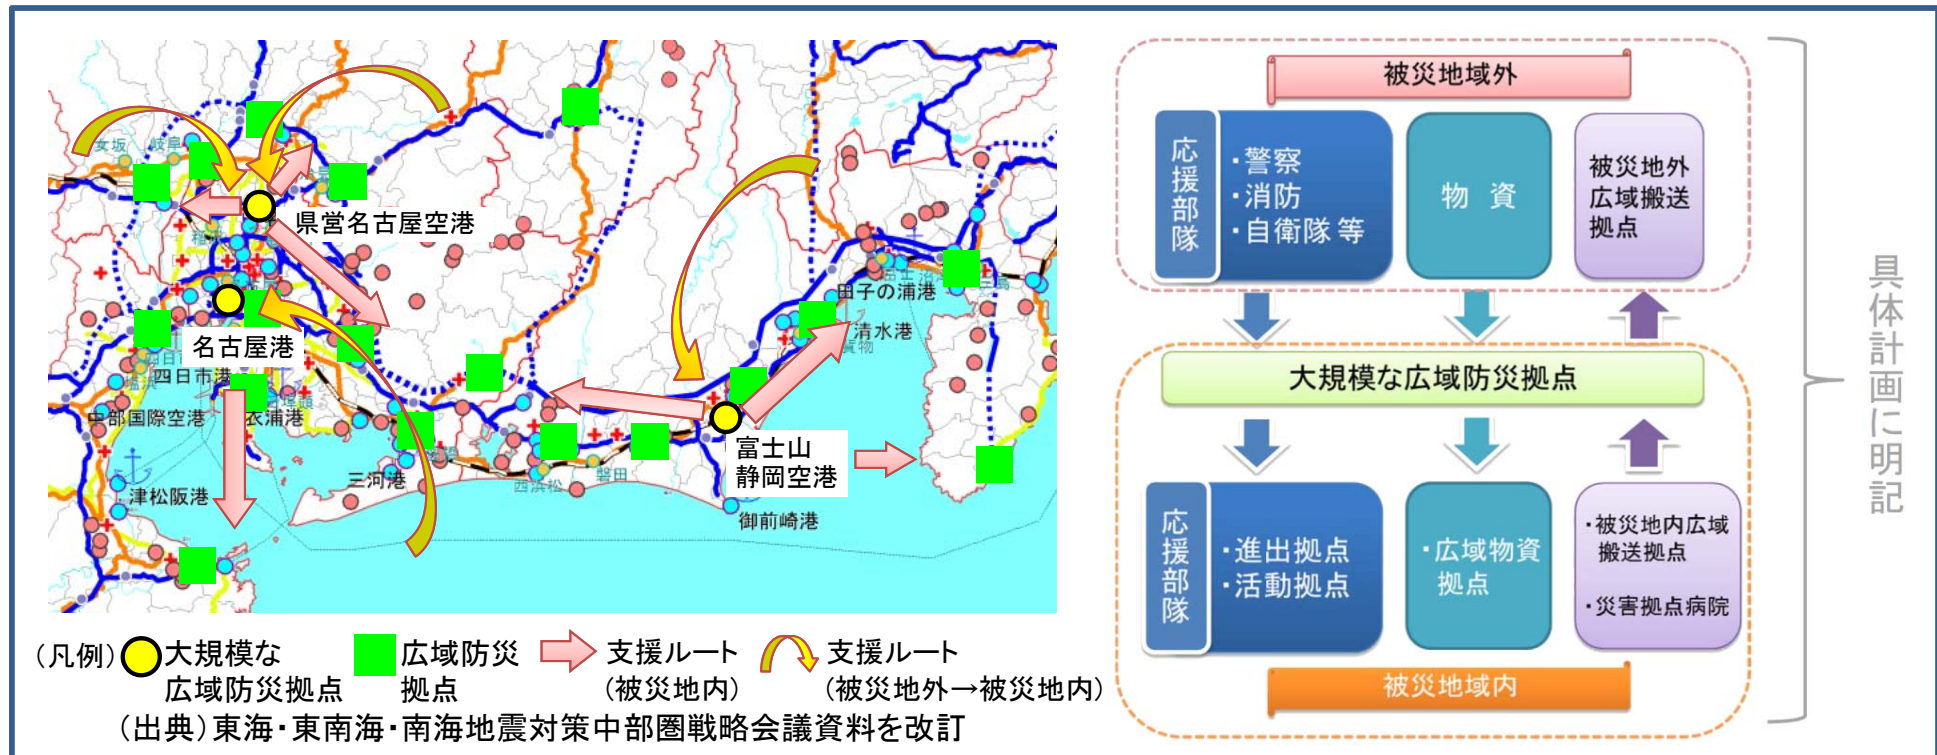 女坂
岐阜
県営名古屋空港
名古屋港
四日市港
中部国際空港
衣浦港
津松阪港
三河港
西浜松
磐田
田子の浦港
清水港
富士山
静岡空港
御前崎港
(凡例)
大規模な
広域防災拠点
広域防災
拠点
支援ルート
(被災地内)
支援ルート
(被災地外→被災地内)
(出典)東海・東南海・南海地震対策中部圏戦略会議資料を改訂
被災地域外
応援部隊
・警察
・消防
・自衛隊 等
物 資
被災地外
広域搬送
拠点
大規模な広域防災拠点
応援部隊
・進出拠点
・活動拠点
・広域物資
拠点
・被災地内広域
搬送拠点
・災害拠点病院
被災地域内
具体計画に明記